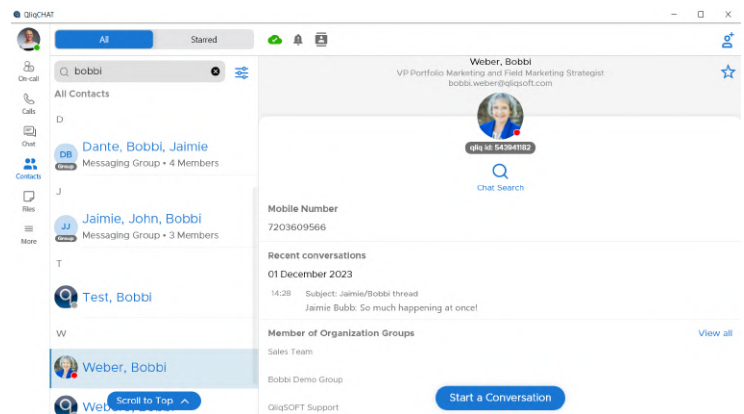 QliqCHAT
All
Starred
On-call
Calls
Chat
Contacts
Files
More
bobbi
All Contacts
D
DB
Group
Dante, Bobbi, Jaimie
Messaging Group • 4 Members
J
JJ
Group
Jaimie, John, Bobbi
Messaging Group • 3 Members
T
Test, Bobbi
W
Weber, Bobbi
Scroll to Top
Weber, Bobbi
VP Portfolio Marketing and Field Marketing Strategist
bobbi.weber@qliqsoft.com
qliq id: 543941182
Chat Search
Mobile Number
7203609566
Recent conversations
01 December 2023
14:28 Subject: Jaimie/Bobbi thread
Jaimie Bubb: So much happening at once!
Member of Organization Groups
View all
Sales Team
Bobbi Demo Group
QliqSOFT Support
Start a Conversation